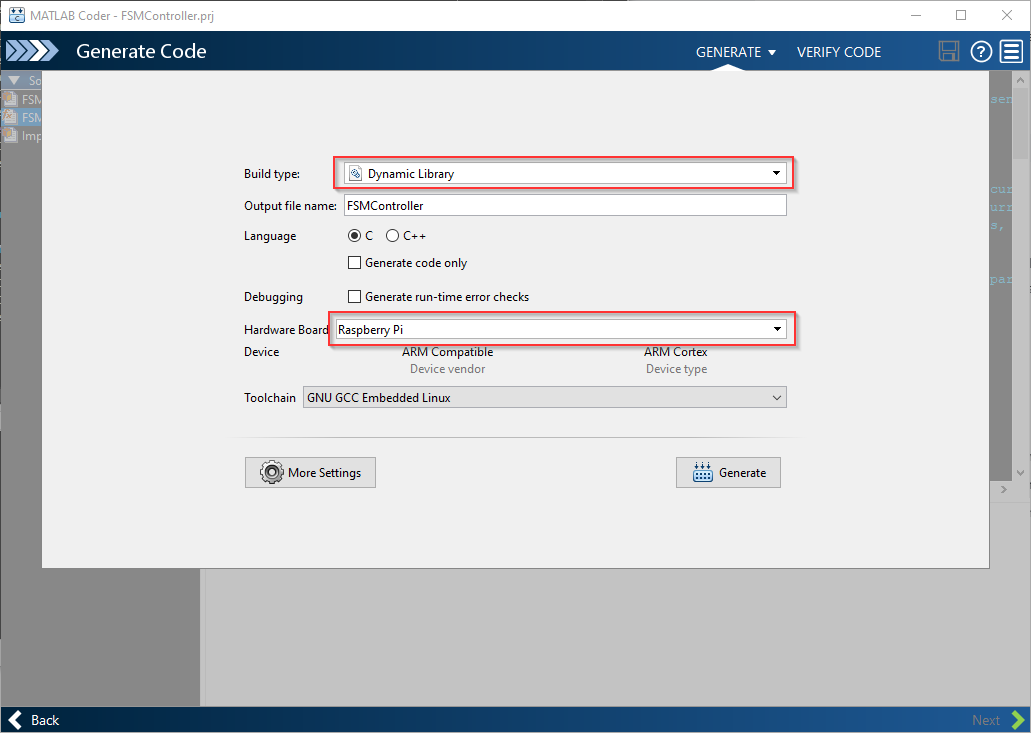 MATLAB Coder - FSMController.prj
Generate Code
GENERATE
VERIFY CODE
So
FSM
FSM
Imp
sen
cur
urr
s,
par
Build type:
Dynamic Library
Output file name:
FSMController
Language
C
C++
Generate code only
Debugging
Generate run-time error checks
Hardware Board
Raspberry Pi
Device
ARM Compatible
ARM Cortex
Device vendor
Device type
Toolchain
GNU GCC Embedded Linux
More Settings
Generate
Back
Next